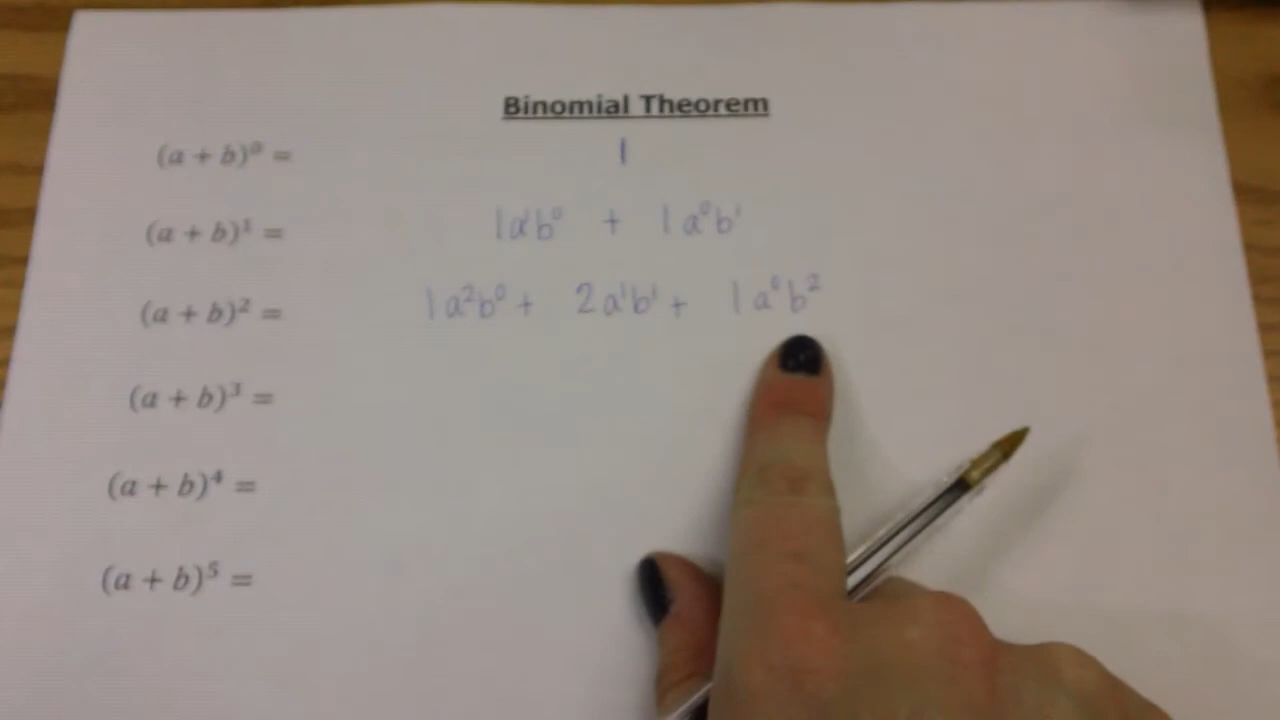 Binomial Theorem
(a + b)⁰ = 1
(a + b)¹ = 1a¹b⁰ + 1a⁰b¹
(a + b)² = 1a²b⁰ + 2a¹b¹ + 1a⁰b²
(a + b)³ =
(a + b)⁴ =
(a + b)⁵ =